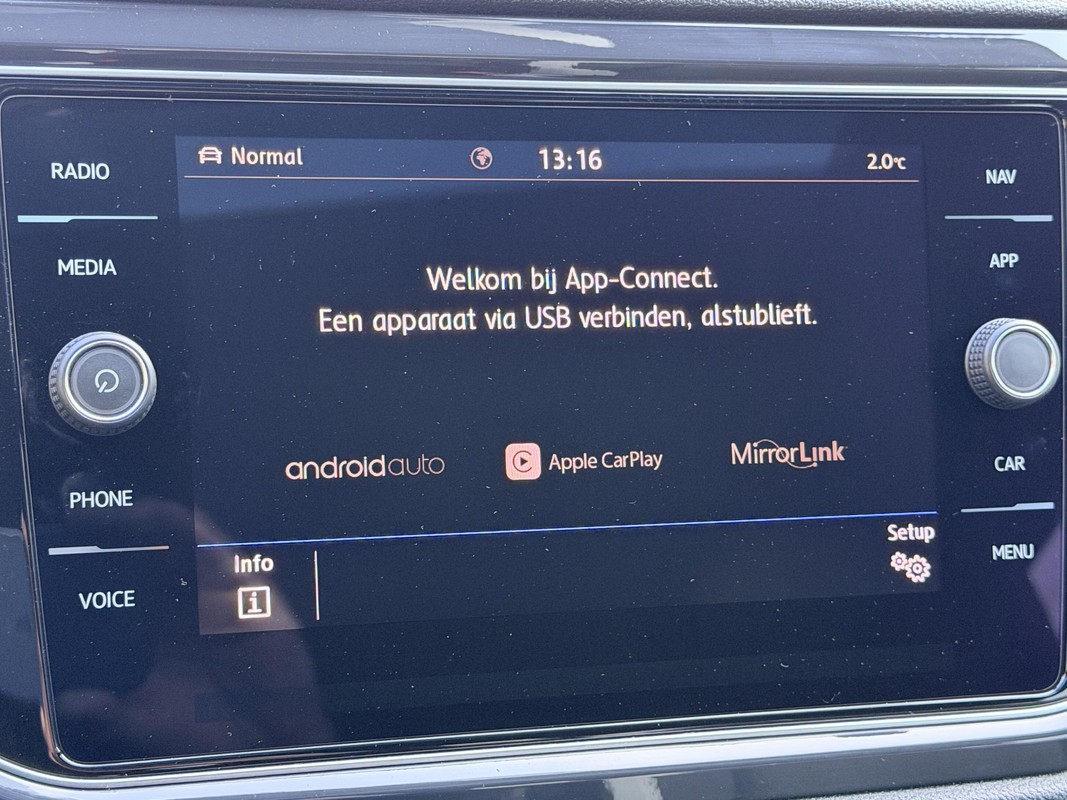 RADIO
MEDIA
PHONE
VOICE
Normal
13:16
2.0°C
Welkom bij App-Connect.
Een apparaat via USB verbinden, alstublieft.
androidauto
Apple CarPlay
MirrorLink
Info
Setup
NAV
APP
CAR
MENU